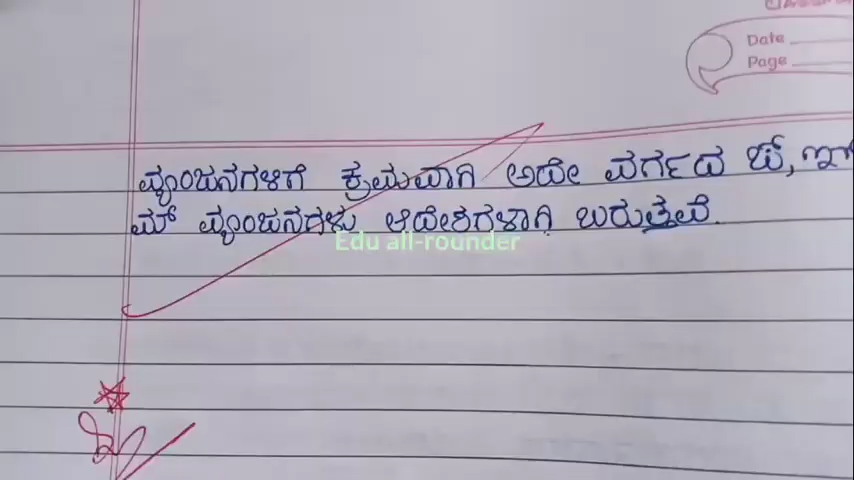 Date
Page
ವ್ಯಂಜನಗಳಿಗೆ ಕ್ರಮವಾಗಿ ಅದೇ ವರ್ಗದ
ಮ್ ವ್ಯಂಜನಗಳು ಆದೇಶಗಳಾಗಿ ಬರುತ್ತವೆ.
Edu all-rounder